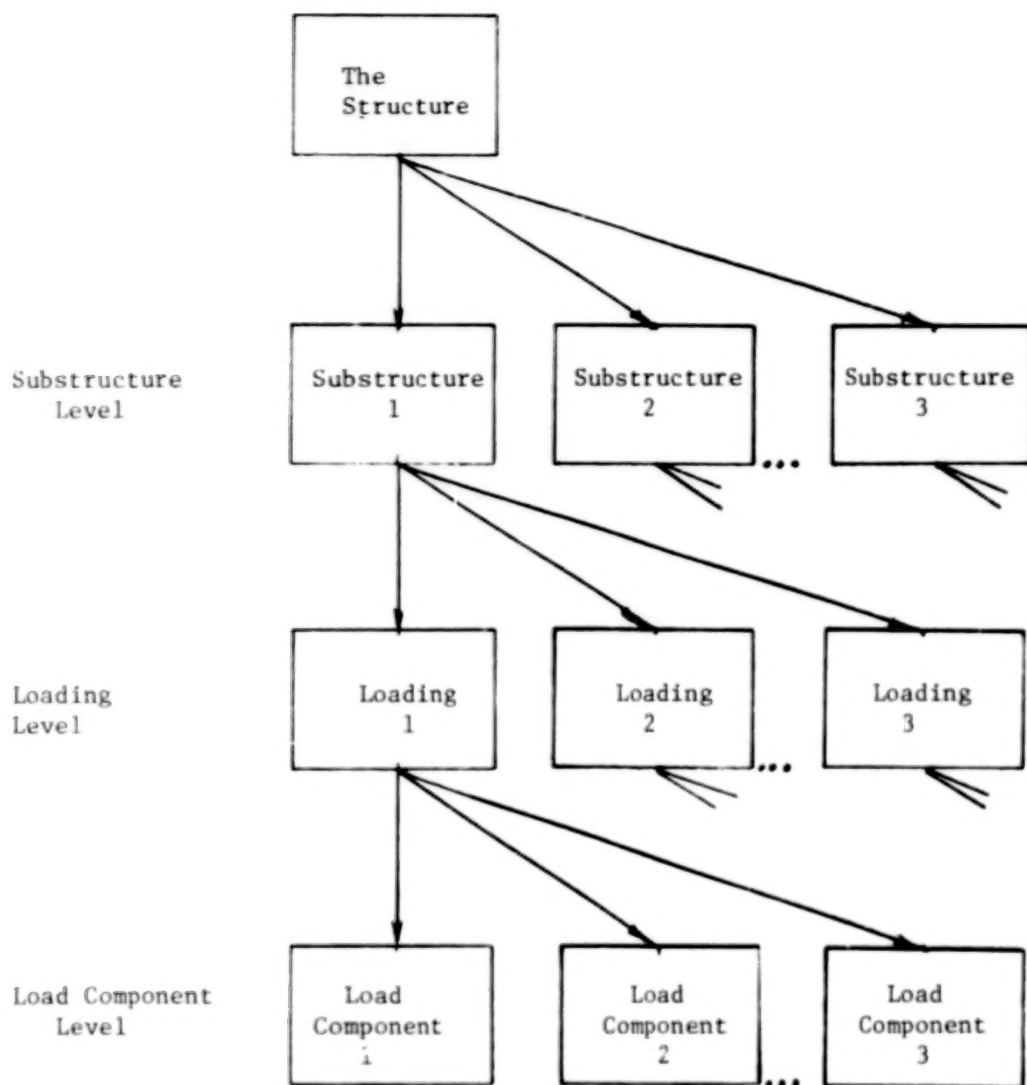 The
Structure
Substructure
Level
Substructure
1
Substructure
2
...
Substructure
3
Loading
Level
Loading
1
Loading
2
...
Loading
3
Load Component
Level
Load
Component
1
Load
Component
2
...
Load
Component
3